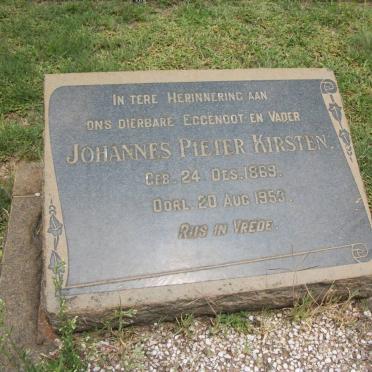 IN TERE HERINNERING AAN
ONS DIERBARE EGGENOOT EN VADER
JOHANNES PIETER KIRSTEN.
GEB. 24 DES. 1869.
OORL. 20 AUG 1953.
RUS IN VREDE.